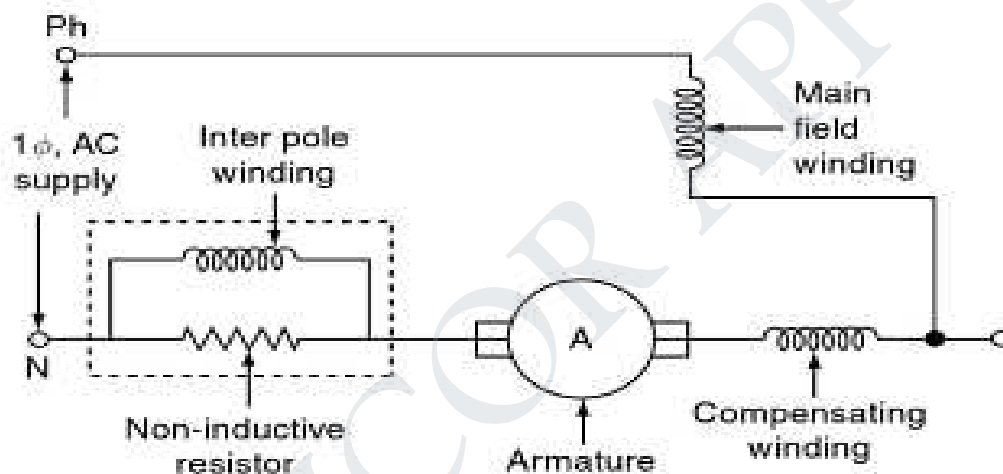 Ph
1φ, AC
supply
Inter pole
winding
Main
field
winding
N
A
Non-inductive
resistor
Armature
Compensating
winding